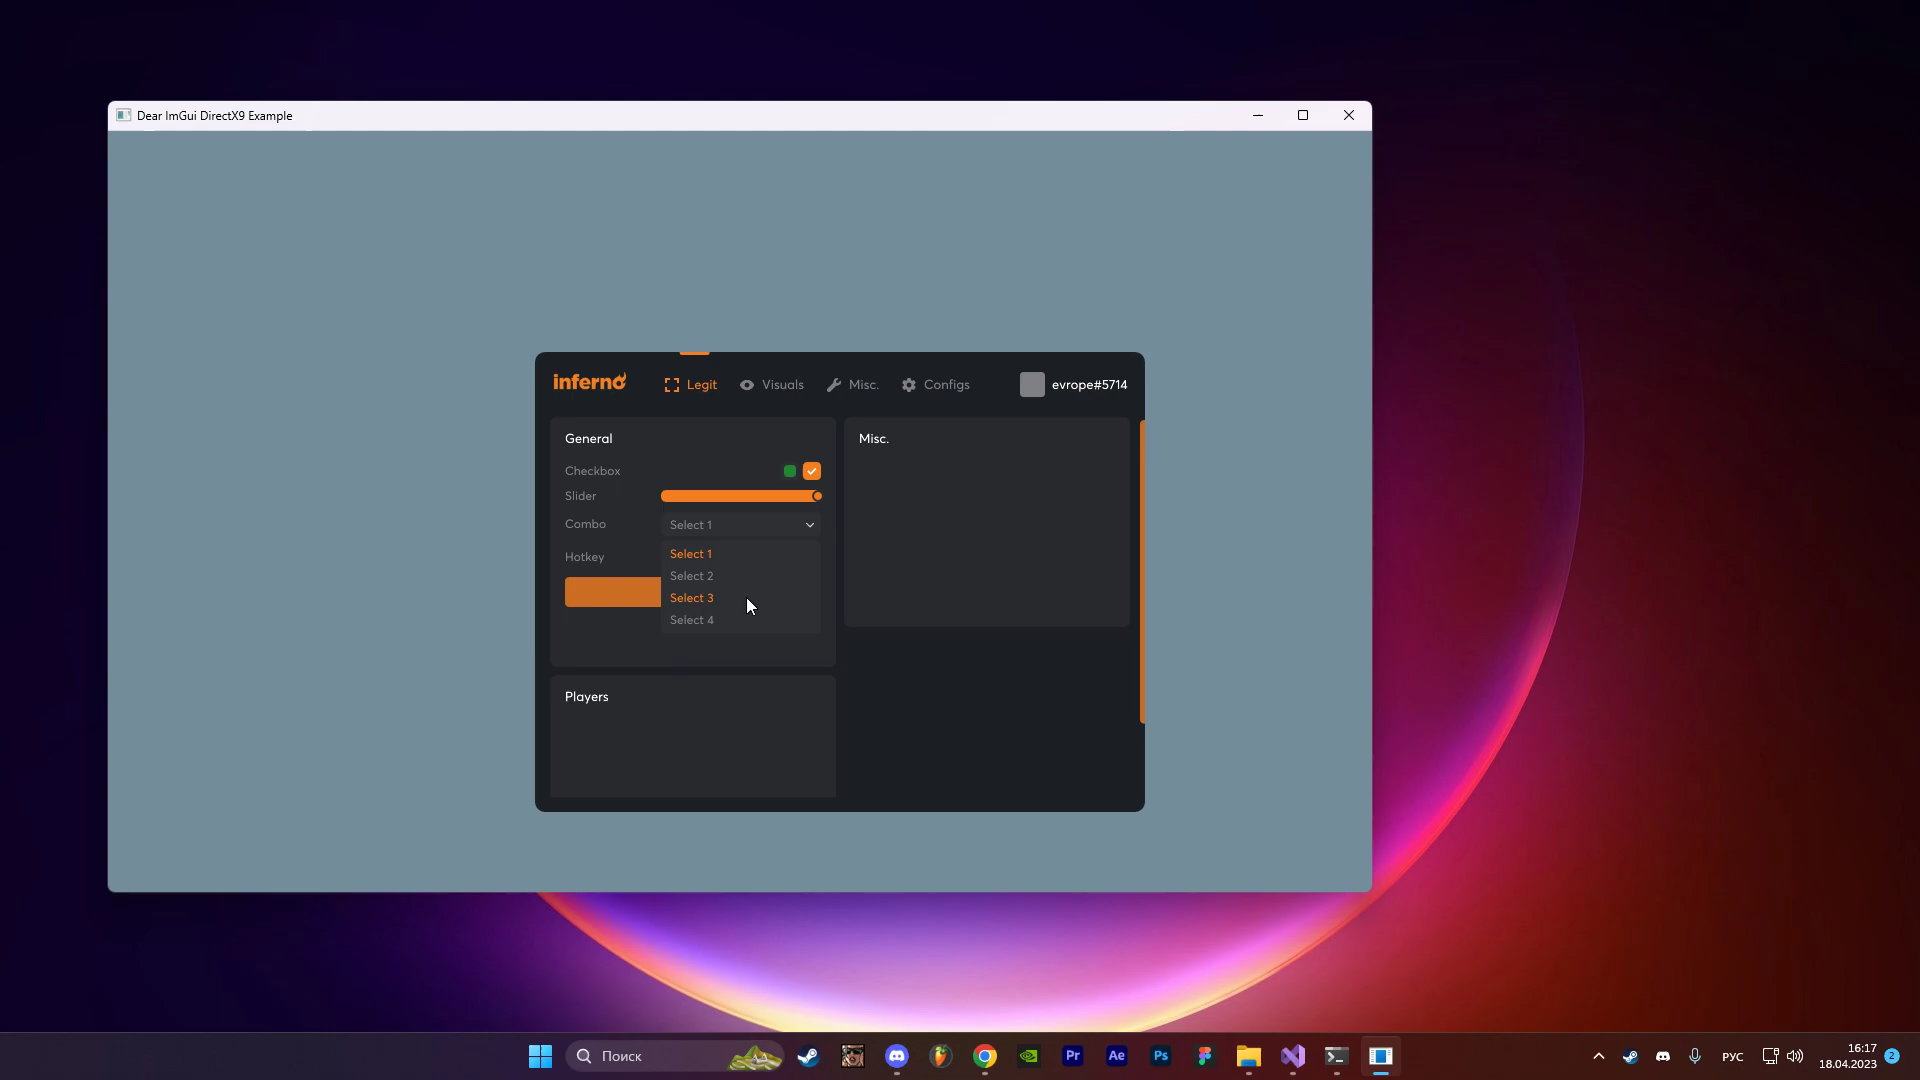 Dear ImGui DirectX9 Example
inferno
Legit
Visuals
Misc.
Configs
evrope#5714
General
Checkbox
Slider
Combo
Select 1
Select 1
Select 2
Select 3
Select 4
Hotkey
Misc.
Players
Поиск
Pr
Ae
Ps
РУС
16:17
18.04.2023
2